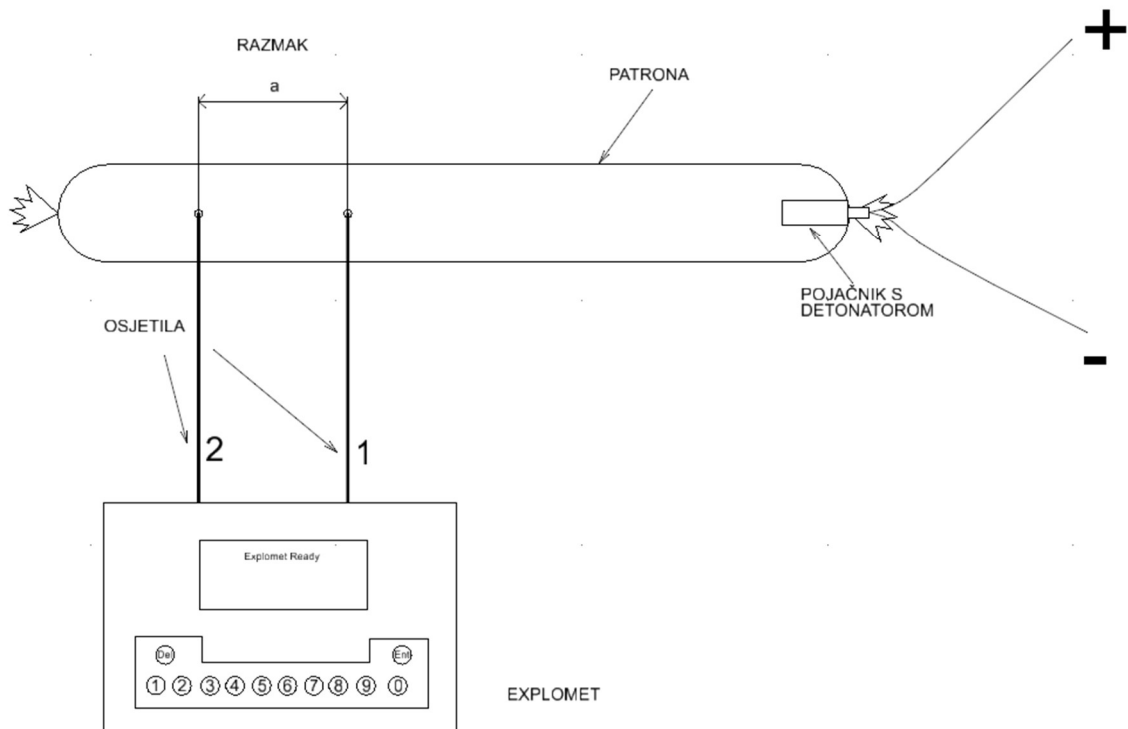 RAZMAK
a
PATRONA
+
POJAČNIK S
DETONATOROM
-
OSJETILA
2
1
Explomet Ready
Del
Ent
1 2 3 4 5 6 7 8 9 0
EXPLOMET